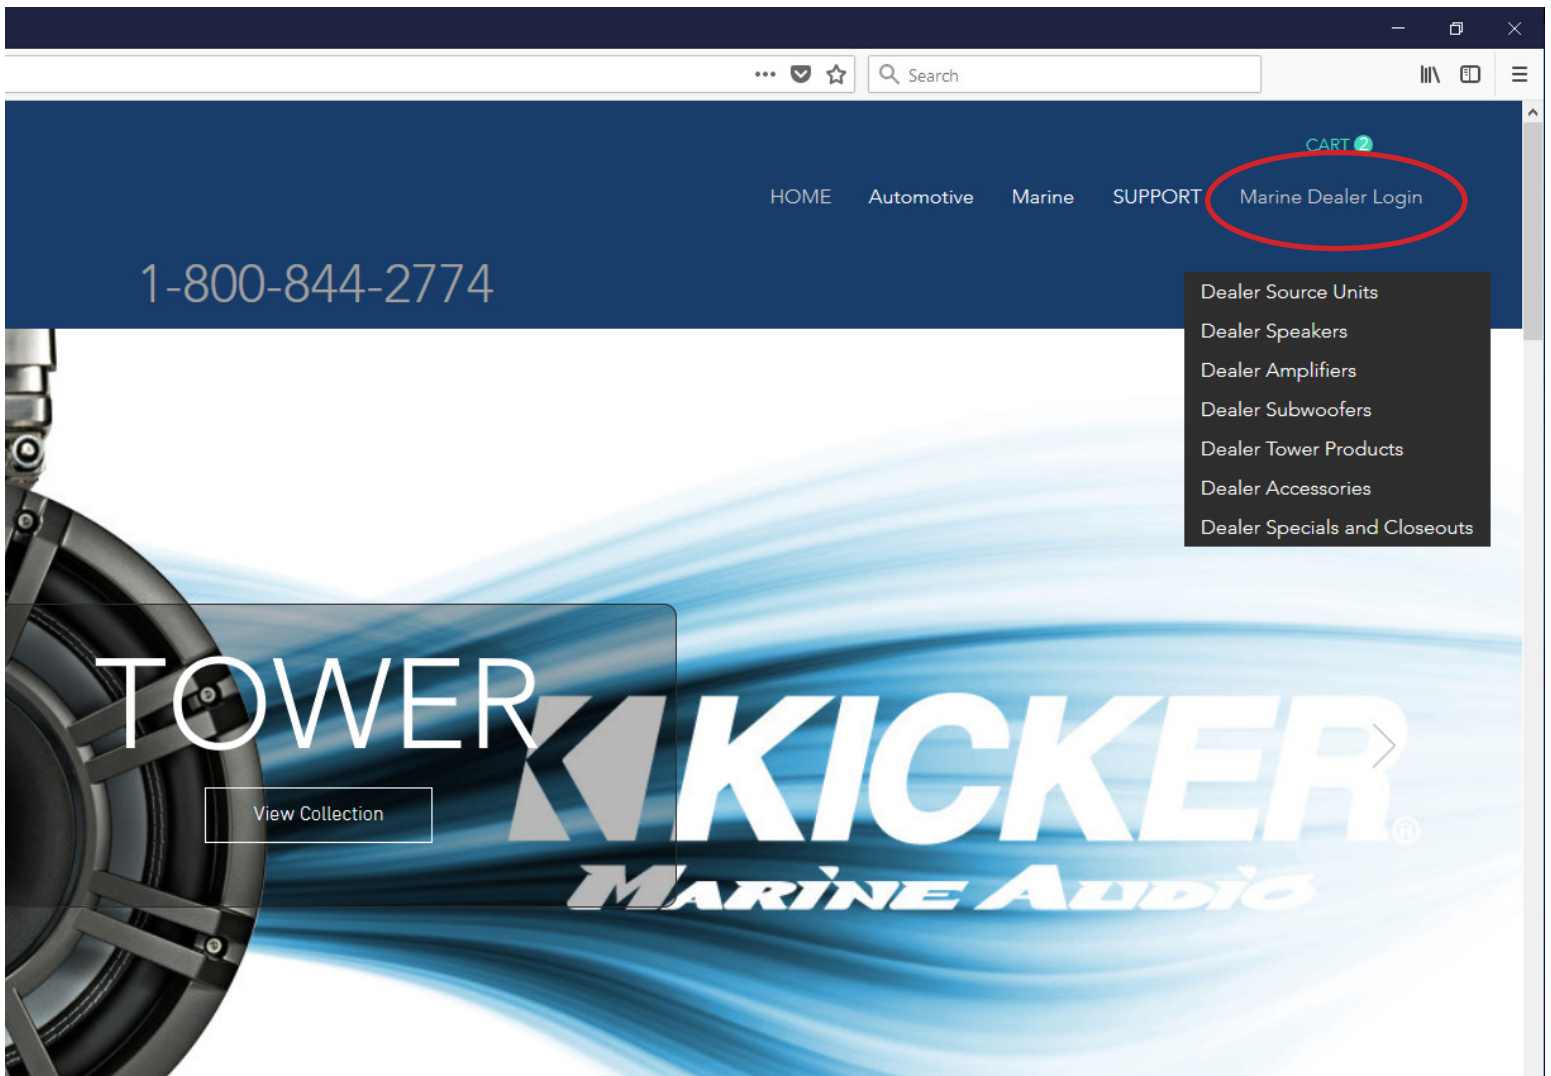 Search
CART 2
HOME Automotive Marine SUPPORT Marine Dealer Login
1-800-844-2774
Dealer Source Units
Dealer Speakers
Dealer Amplifiers
Dealer Subwoofers
Dealer Tower Products
Dealer Accessories
Dealer Specials and Closeouts
TOWER
KICKER®
View Collection
MARINE AUDIO